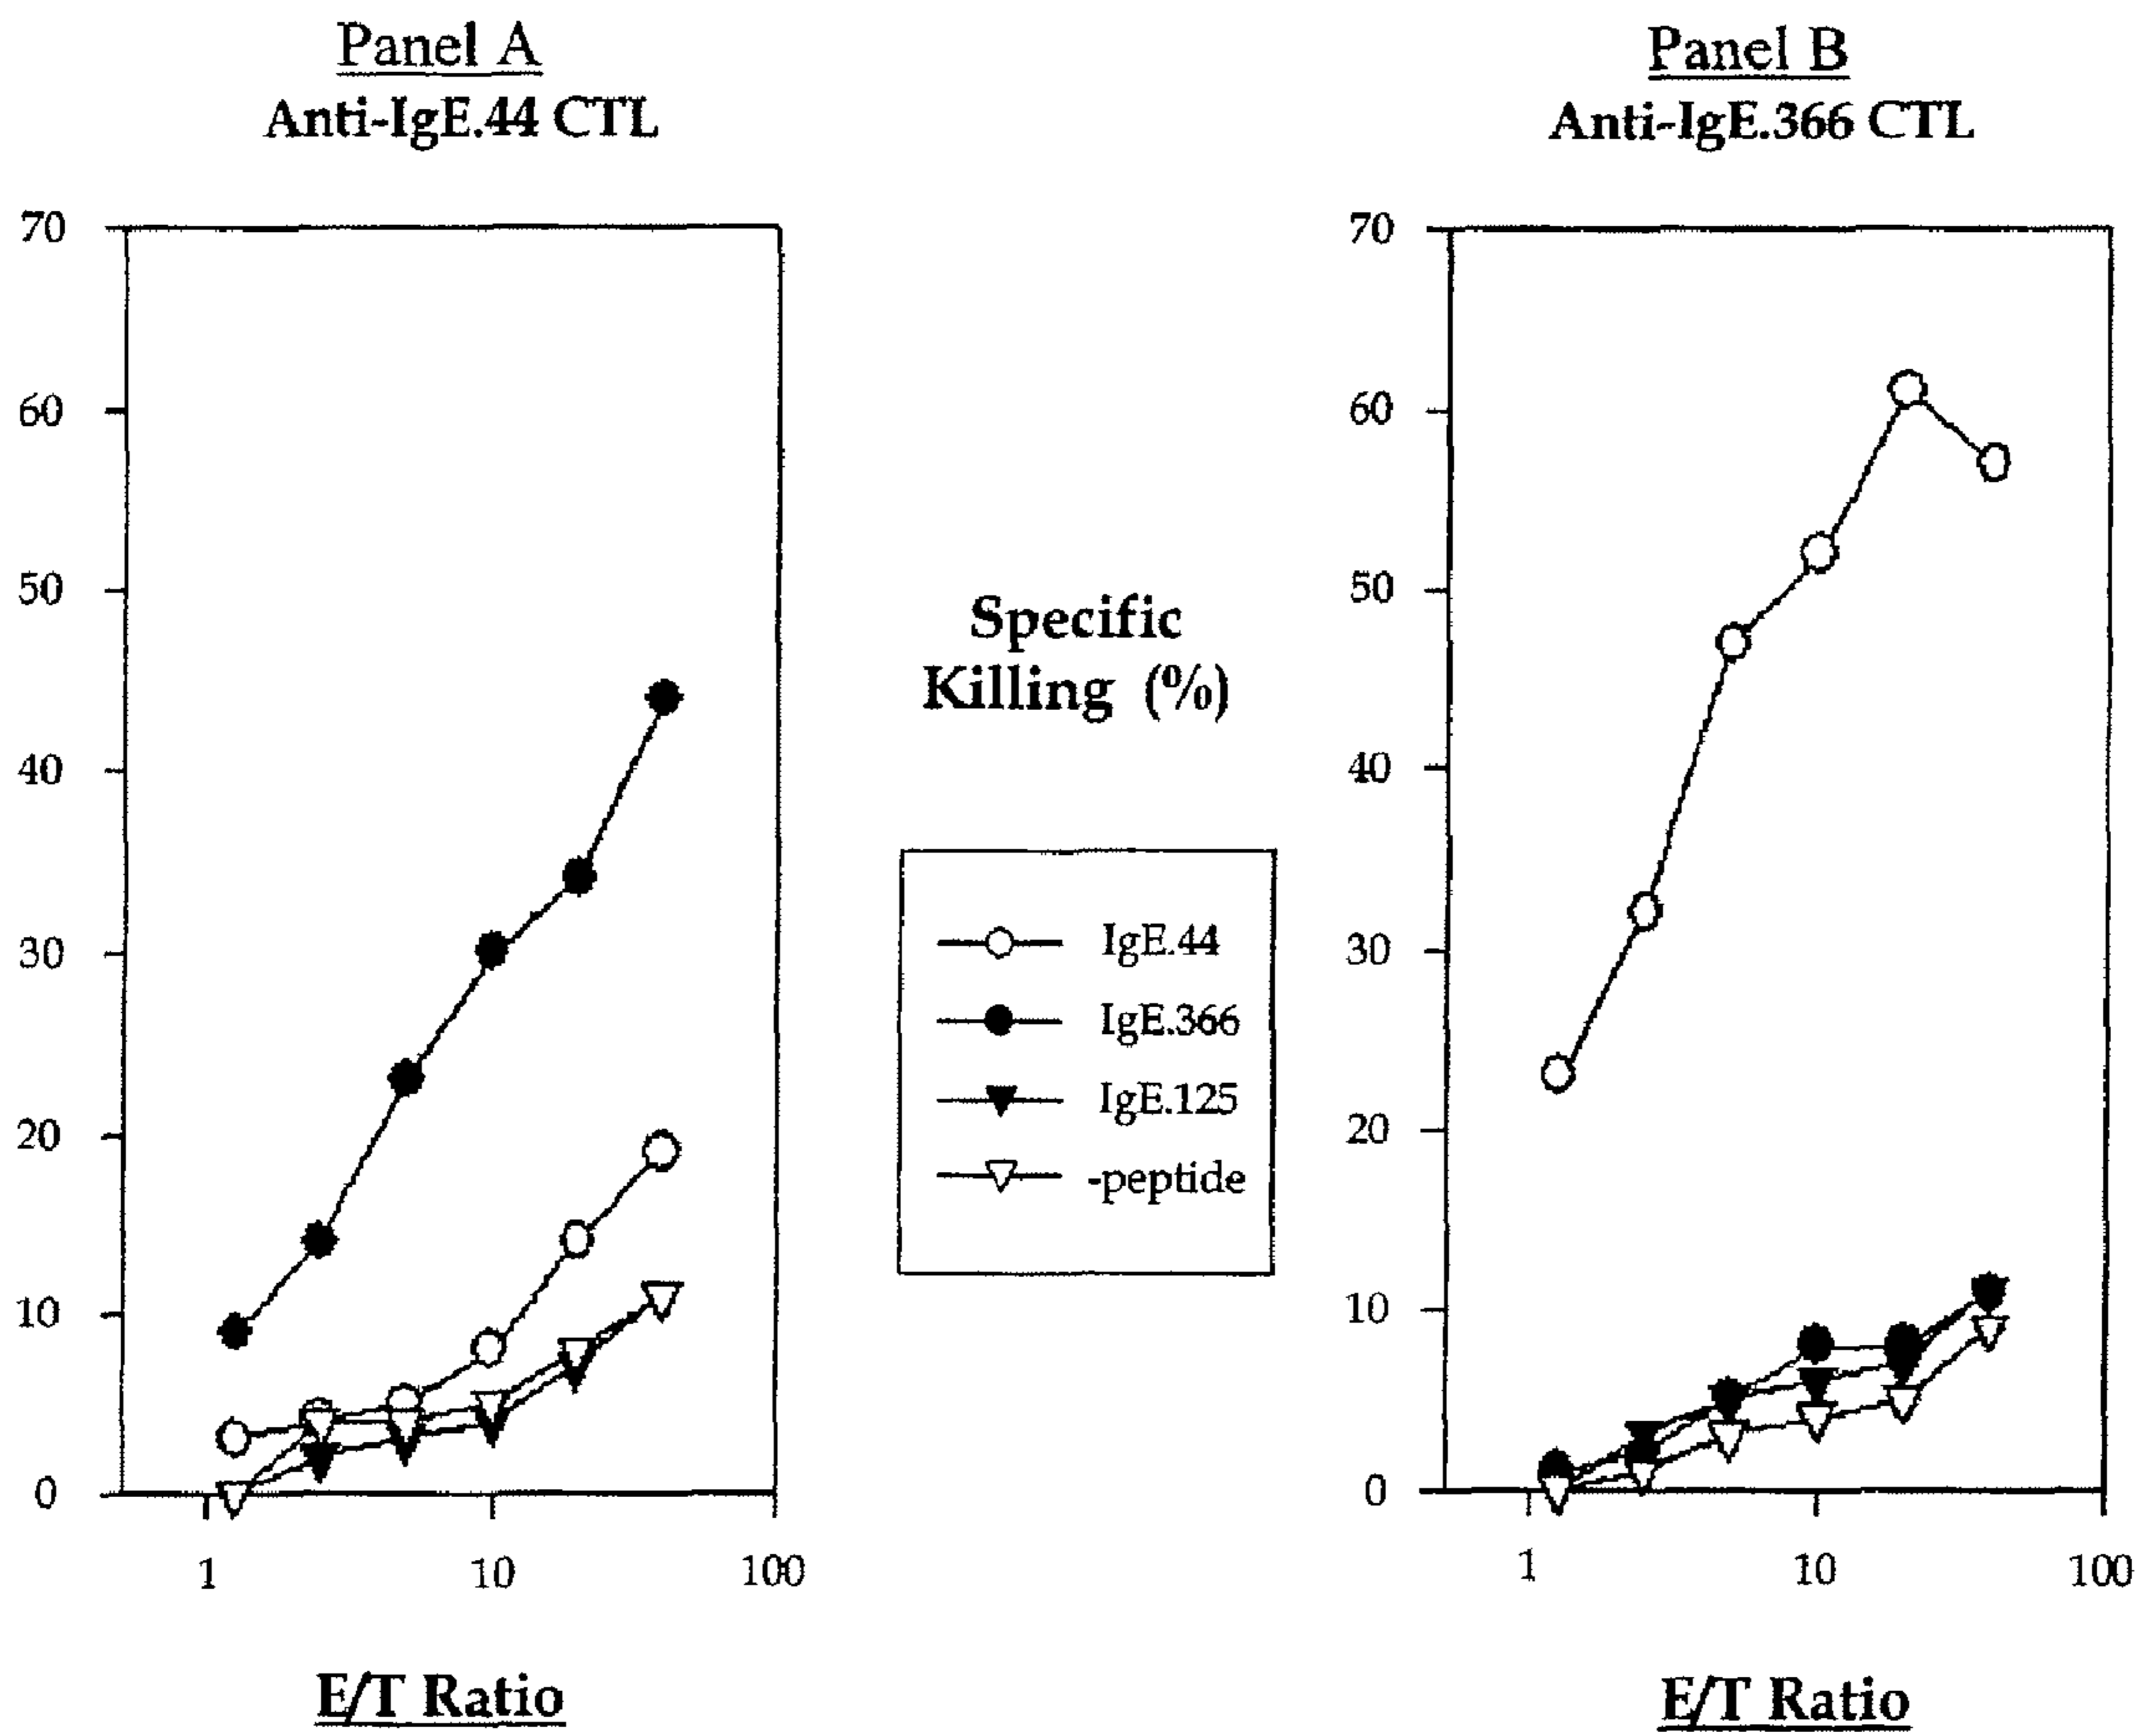 Panel A
Anti-IgE.44 CTL
70
60
50
40
30
20
10
0
1
10
100
E/T Ratio
Specific
Killing (%)
IgE.44
IgE.366
IgE.125
-peptide
Panel B
Anti-IgE.366 CTL
70
60
50
40
30
20
10
0
1
10
100
E/T Ratio